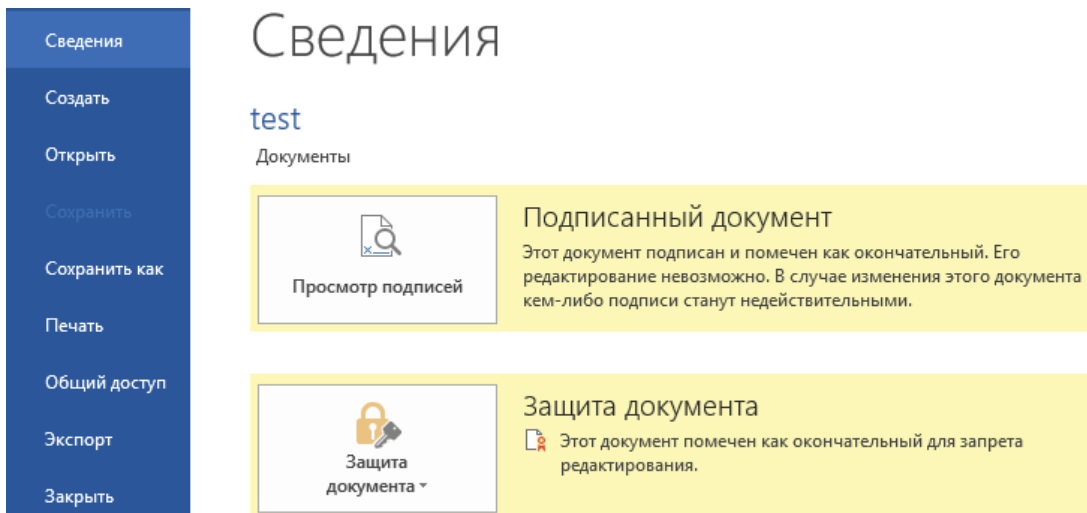 Сведения
Создать
Открыть
Сохранить
Сохранить как
Печать
Общий доступ
Экспорт
Закрыть
Сведения
test
Документы
Просмотр подписей
Подписанный документ
Этот документ подписан и помечен как окончательный. Его
редактирование невозможно. В случае изменения этого документа
кем-либо подписи станут недействительными.
Защита
документа
Защита документа
Этот документ помечен как окончательный для запрета
редактирования.